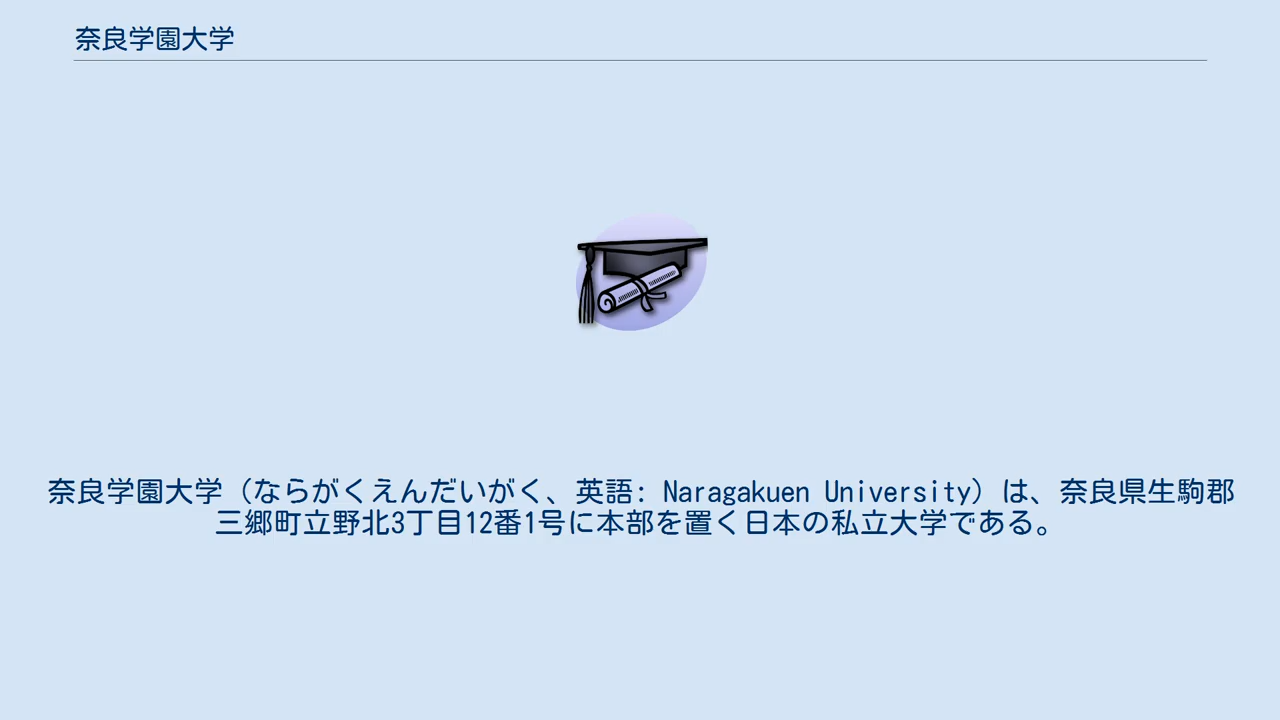 奈良学園大学
奈良学園大学（ならがくえんだいがく、英語: Naragakuen University）は、奈良県生駒郡
三郷町立野北3丁目12番1号に本部を置く日本の私立大学である。